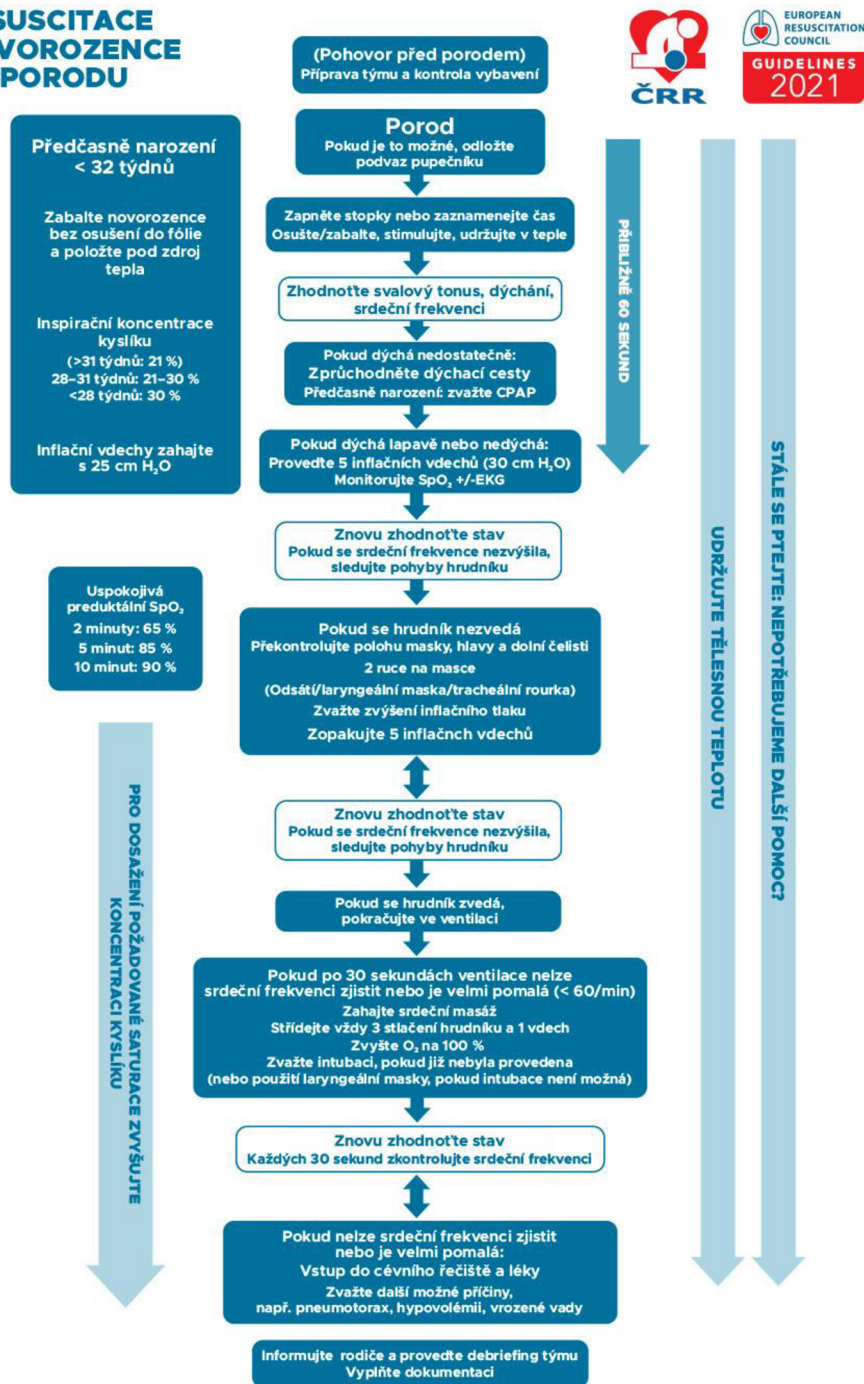 SUSCITACE
VOROZENCE
PORODU
ČRR
EUROPEAN
RESUSCITATION
COUNCIL
GUIDELINES
2021
(Pohovor před porodem)
Příprava týmu a kontrola vybavení
Porod
Pokud je to možné, odložte
podvaz pupečníku
Zapněte stopky nebo zaznamenejte čas
Osušte/zabalte, stimulujte, udržujte v teple
Zhodnoťte svalový tonus, dýchání,
srdeční frekvenci
Pokud dýchá nedostatečně:
Zprůchodněte dýchací cesty
Předčasně narození: zvažte CPAP
Pokud dýchá lapavě nebo nedýchá:
Proveďte 5 inflačních vdechů (30 cm H₂O)
Monitorujte SpO₂ +/-EKG
Znovu zhodnoťte stav
Pokud se srdeční frekvence nezvýšila,
sledujte pohyby hrudníku
Pokud se hrudník nezvedá
Překontrolujte polohu masky, hlavy a dolní čelisti
2 ruce na masce
(Odsátí/laryngeální maska/tracheální rourka)
Zvažte zvýšení inflačního tlaku
Zopakujte 5 inflačnch vdechů
Znovu zhodnoťte stav
Pokud se srdeční frekvence nezvýšila,
sledujte pohyby hrudníku
Pokud se hrudník zvedá,
pokračujte ve ventilaci
Pokud po 30 sekundách ventilace nelze
srdeční frekvenci zjistit nebo je velmi pomalá (< 60/min)
Zahajte srdeční masáž
Střídejte vždy 3 stlačení hrudníku a 1 vdech
Zvyšte O₂ na 100 %
Zvažte intubaci, pokud již nebyla provedena
(nebo použití laryngeální masky, pokud intubace není možná)
Znovu zhodnoťte stav
Každých 30 sekund zkontrolujte srdeční frekvenci
Pokud nelze srdeční frekvenci zjistit
nebo je velmi pomalá:
Vstup do cévního řečiště a léky
Zvažte další možné příčiny,
např. pneumotorax, hypovolémii, vrozené vady
Informujte rodiče a proveďte debriefing týmu
Vyplňte dokumentaci
Předčasně narození
< 32 týdnů
Zabalte novorozence
bez osušení do fólie
a položte pod zdroj
tepla
Inspirační koncentrace
kyslíku
(>31 týdnů: 21 %)
28–31 týdnů: 21–30 %
<28 týdnů: 30 %
Inflační vdechy zahajte
s 25 cm H₂O
Uspokojivá
preduktální SpO₂
2 minuty: 65 %
5 minut: 85 %
10 minut: 90 %
PRO DOSAŽENÍ POŽADOVANÉ SATURACE ZVYŠUJTE
KONCENTRACI KYSLÍKU
PŘIBLIŽNĚ 60 SEKUND
UDRŽUJTE TĚLESNOU TEPLOTU
STÁLE SE PTEJTE: NEPOTŘEBUJEME DALŠÍ POMOC?